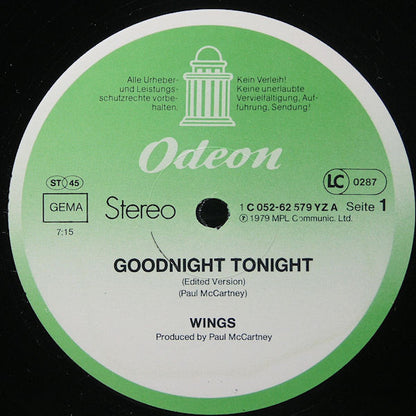 Alle Urheber-
und Leistungs-
schutzrechte vorbe-
halten.
Kein Verleih!
Keine unerlaubte
Vervielfältigung, Auf-
führung, Sendung!
Odeon
ST 45
GEMA
7:15
Stereo
LC 0287
1 C 052-62 579 YZ A
Seite 1
℗ 1979 MPL Communic. Ltd.
GOODNIGHT TONIGHT
(Edited Version)
(Paul McCartney)
WINGS
Produced by Paul McCartney